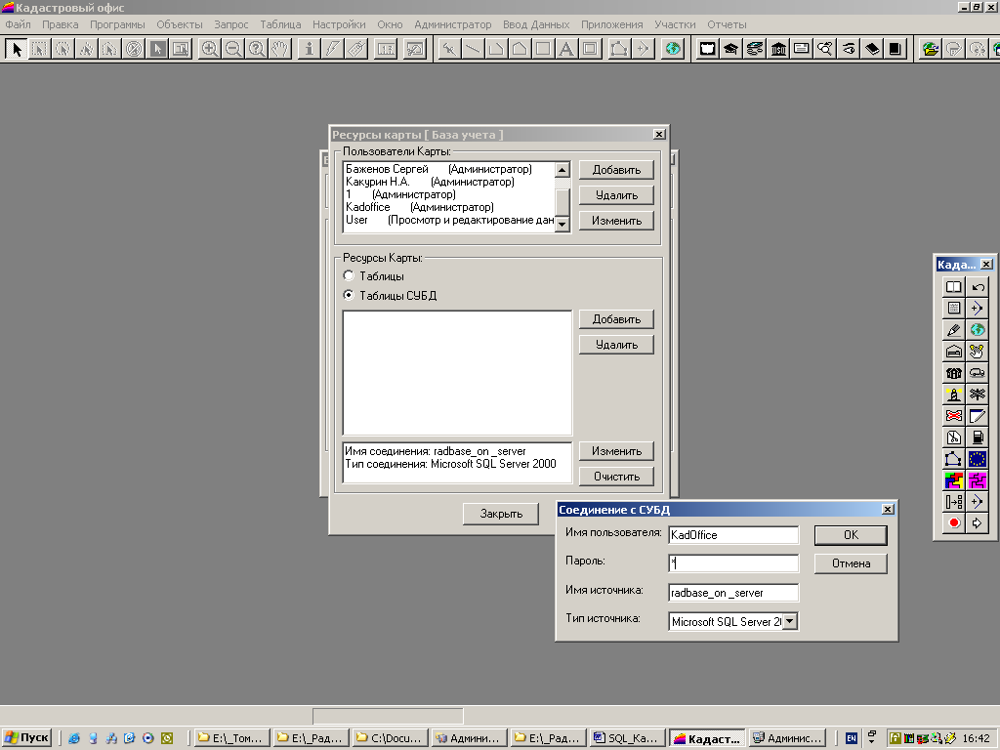 Кадастровый офис
Файл Правка Программы Объекты Запрос Таблица Настройки Окно Администратор Ввод Данных Приложения Участки Отчеты
Ресурсы карты [ База учета ]
Пользователи Карты:
Баженов Сергей (Администратор)
Какурин Н.А. (Администратор)
1 (Администратор)
Kadoffice (Администратор)
User (Просмотр и редактирование дан
Добавить
Удалить
Изменить
Ресурсы Карты:
Таблицы
Таблицы СУБД
Добавить
Удалить
Имя соединения: radbase_on _server
Тип соединения: Microsoft SQL Server 2000
Изменить
Очистить
Закрыть
Када...
Соединение с СУБД
Имя пользователя: KadOffice
OK
Пароль: *
Отмена
Имя источника: radbase_on _server
Тип источника: Microsoft SQL Server 2
Пуск E:\_Том... E:\_Рад... C:\Docu... Админи... E:\_Рад... SQL_Ka... Кадаст... Админис... EN 16:42